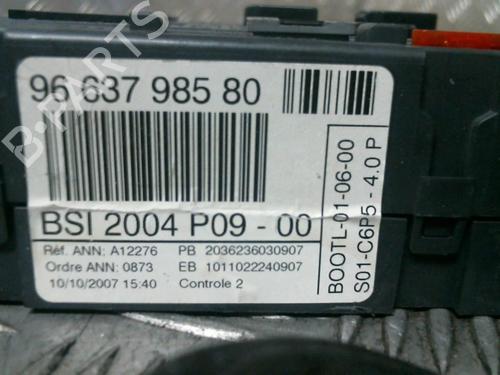 96 637 985 80
BSI 2004 P09 - 00
Réf. ANN: A12276 PB 2036236030907
Ordre ANN: 0873 EB 1011022240907
10/10/2007 15:40 Controle 2
BOOTL-01-06-00
S01-C6P5 - 4.0 P
B-PARTS